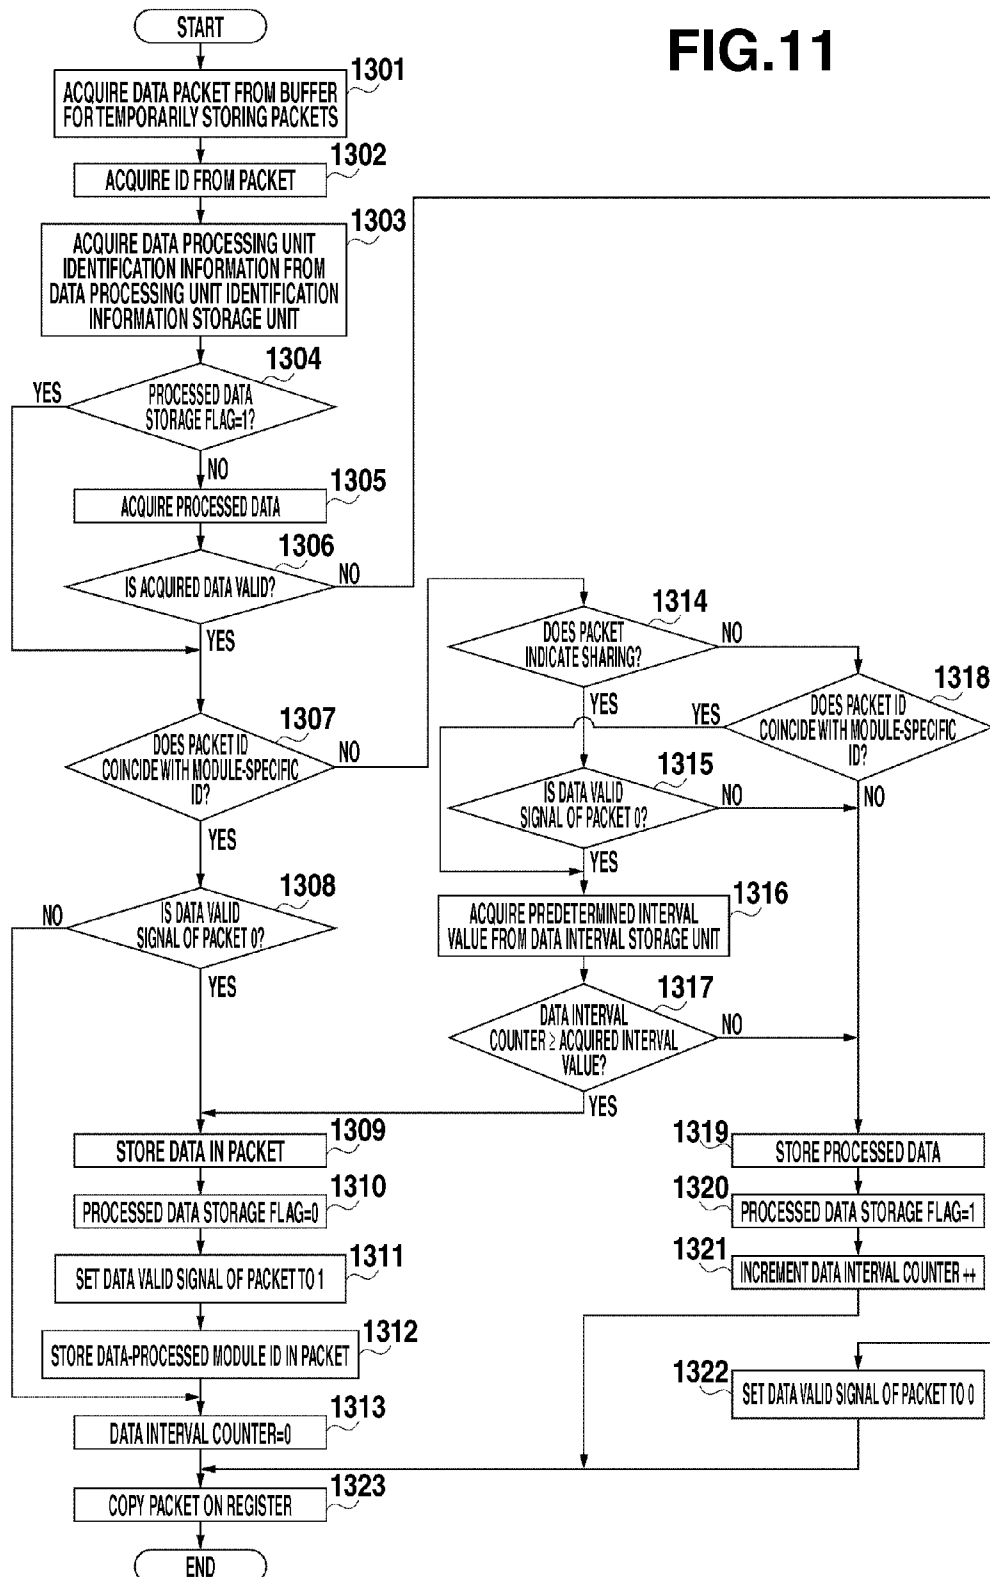 FIG.11
START
1301
ACQUIRE DATA PACKET FROM BUFFER
FOR TEMPORARILY STORING PACKETS
1302
ACQUIRE ID FROM PACKET
1303
ACQUIRE DATA PROCESSING UNIT
IDENTIFICATION INFORMATION FROM
DATA PROCESSING UNIT IDENTIFICATION
INFORMATION STORAGE UNIT
1304
YES
PROCESSED DATA
STORAGE FLAG=1?
NO
1305
ACQUIRE PROCESSED DATA
1306
IS ACQUIRED DATA VALID?
NO
YES
1307
DOES PACKET ID
COINCIDE WITH MODULE-SPECIFIC
ID?
NO
YES
1308
NO
IS DATA VALID
SIGNAL OF PACKET 0?
YES
1314
DOES PACKET
INDICATE SHARING?
NO
YES
1318
YES
DOES PACKET ID
COINCIDE WITH MODULE-SPECIFIC
ID?
NO
1315
IS DATA VALID
SIGNAL OF PACKET 0?
NO
YES
1316
ACQUIRE PREDETERMINED INTERVAL
VALUE FROM DATA INTERVAL STORAGE UNIT
1317
DATA INTERVAL
COUNTER ≥ ACQUIRED INTERVAL
VALUE?
NO
YES
1309
STORE DATA IN PACKET
1310
PROCESSED DATA STORAGE FLAG=0
1311
SET DATA VALID SIGNAL OF PACKET TO 1
1312
STORE DATA-PROCESSED MODULE ID IN PACKET
1313
DATA INTERVAL COUNTER=0
1319
STORE PROCESSED DATA
1320
PROCESSED DATA STORAGE FLAG=1
1321
INCREMENT DATA INTERVAL COUNTER ++
1322
SET DATA VALID SIGNAL OF PACKET TO 0
1323
COPY PACKET ON REGISTER
END